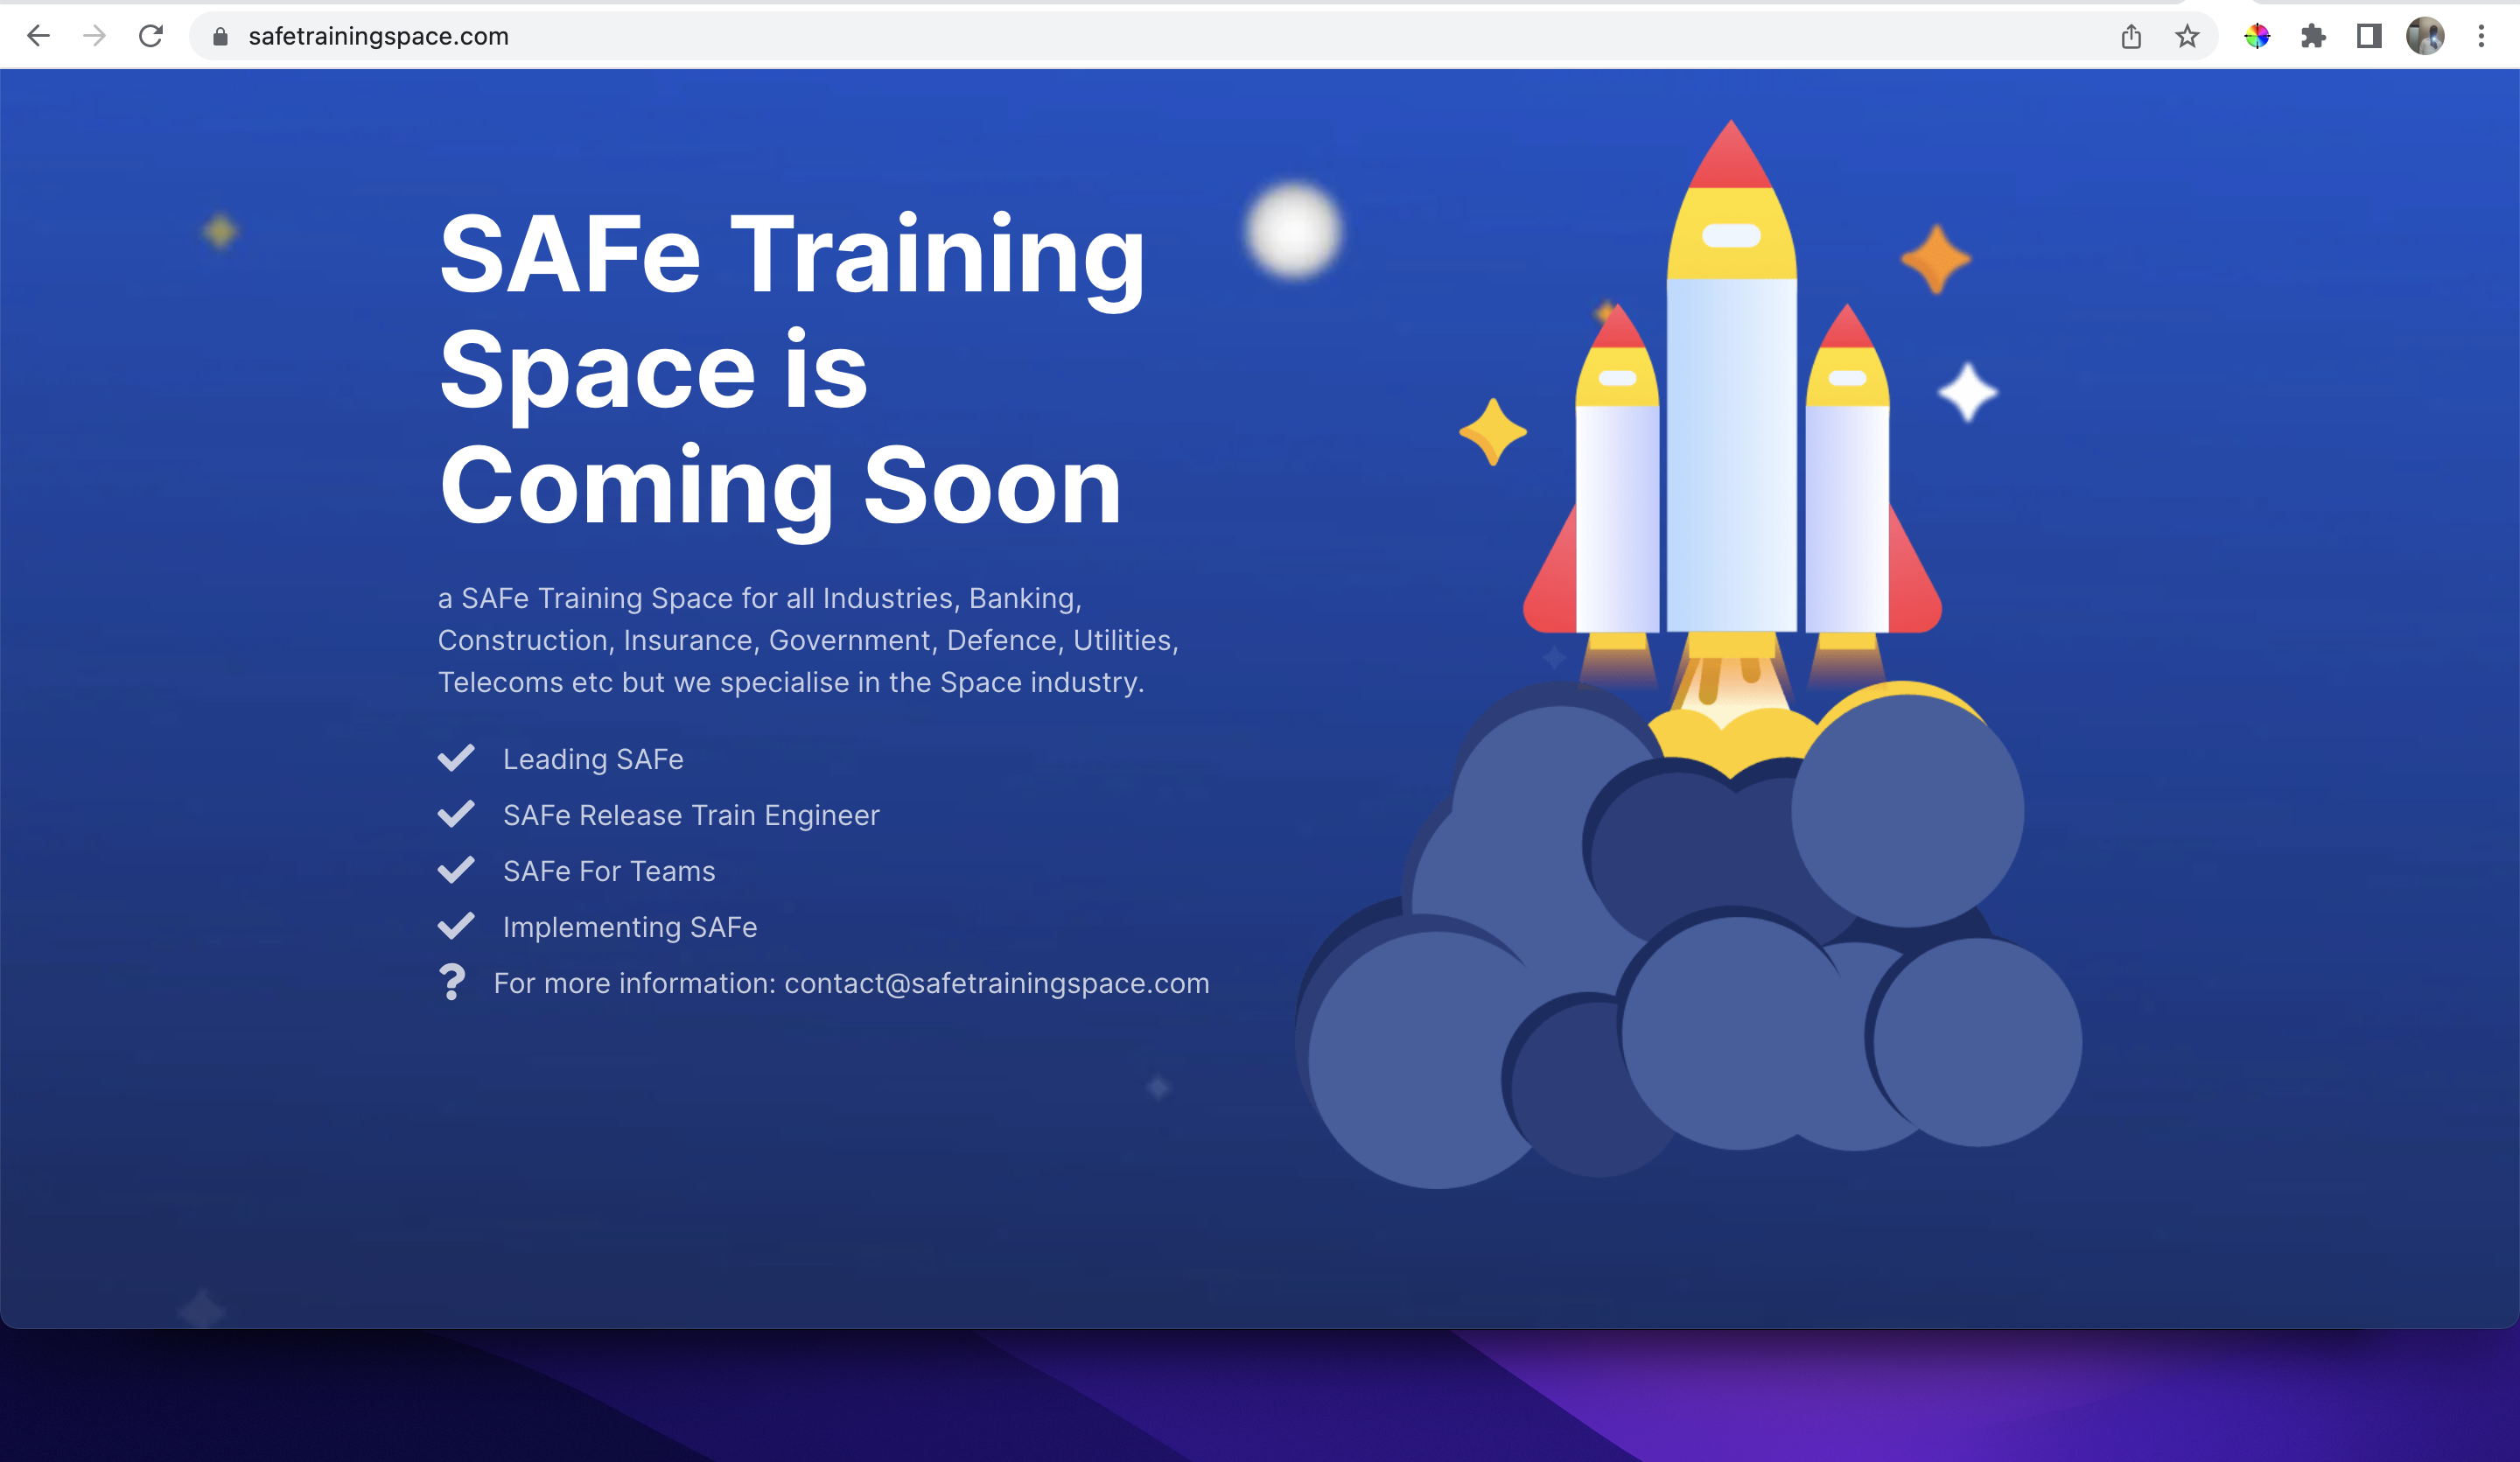 safetrainingspace.com
SAFe Training
Space is
Coming Soon
a SAFe Training Space for all Industries, Banking,
Construction, Insurance, Government, Defence, Utilities,
Telecoms etc but we specialise in the Space industry.
Leading SAFe
SAFe Release Train Engineer
SAFe For Teams
Implementing SAFe
For more information: contact@safetrainingspace.com